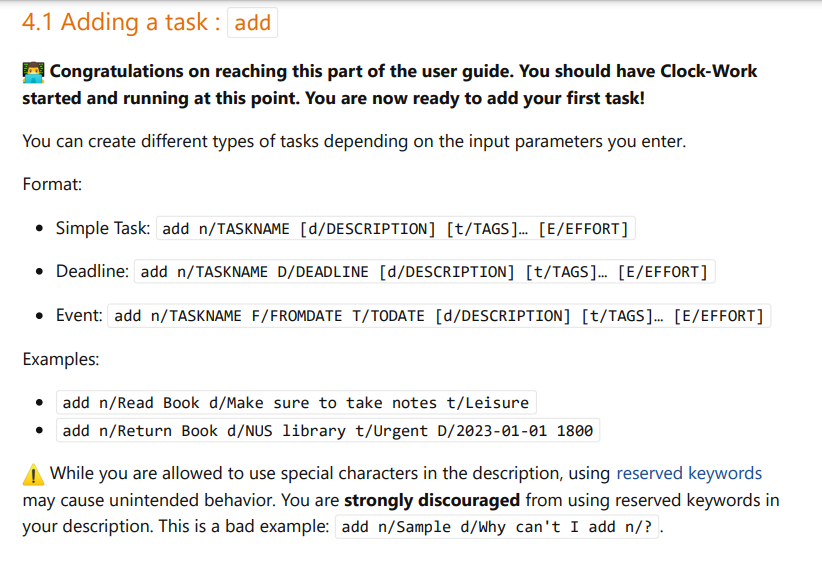 4.1 Adding a task : add
Congratulations on reaching this part of the user guide. You should have Clock-Work
started and running at this point. You are now ready to add your first task!
You can create different types of tasks depending on the input parameters you enter.
Format:
• Simple Task: add n/TASKNAME [d/DESCRIPTION] [t/TAGS]… [E/EFFORT]
• Deadline: add n/TASKNAME D/DEADLINE [d/DESCRIPTION] [t/TAGS]… [E/EFFORT]
• Event: add n/TASKNAME F/FROMDATE T/TODATE [d/DESCRIPTION] [t/TAGS]… [E/EFFORT]
Examples:
• add n/Read Book d/Make sure to take notes t/Leisure
• add n/Return Book d/NUS library t/Urgent D/2023-01-01 1800
While you are allowed to use special characters in the description, using reserved keywords
may cause unintended behavior. You are strongly discouraged from using reserved keywords in
your description. This is a bad example: add n/Sample d/Why can't I add n/? .